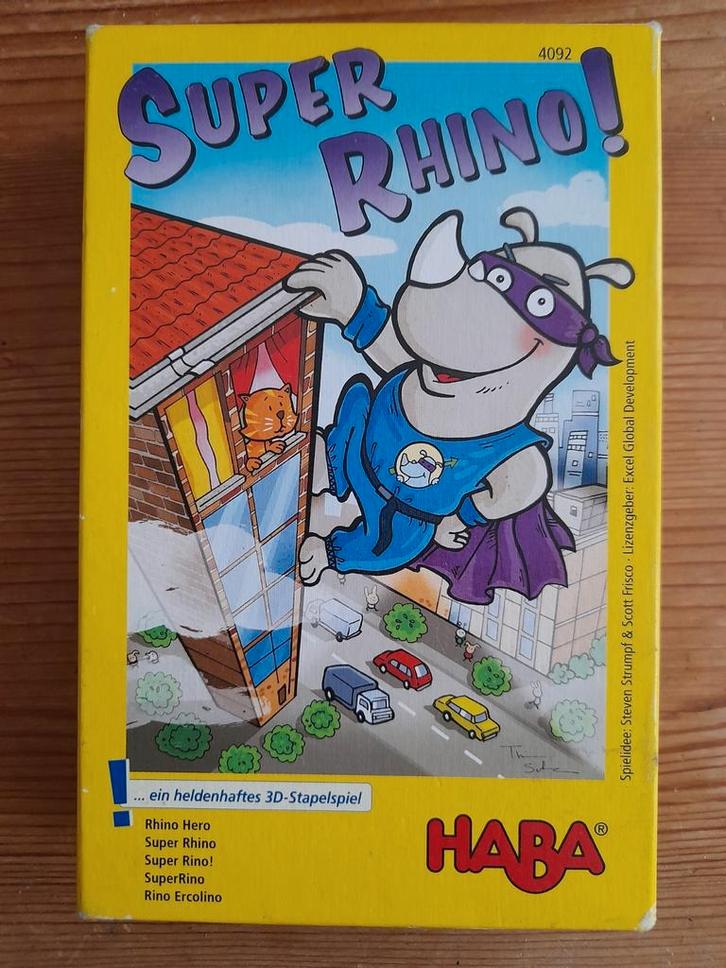 4092
SUPER
RHINO!
Spielidee: Steven Strumpf & Scott Frisco · Lizenzgeber: Excel Global Development
... ein heldenhaftes 3D-Stapelspiel
Rhino Hero
Super Rhino
Super Rino!
SuperRino
Rino Ercolino
HABA®